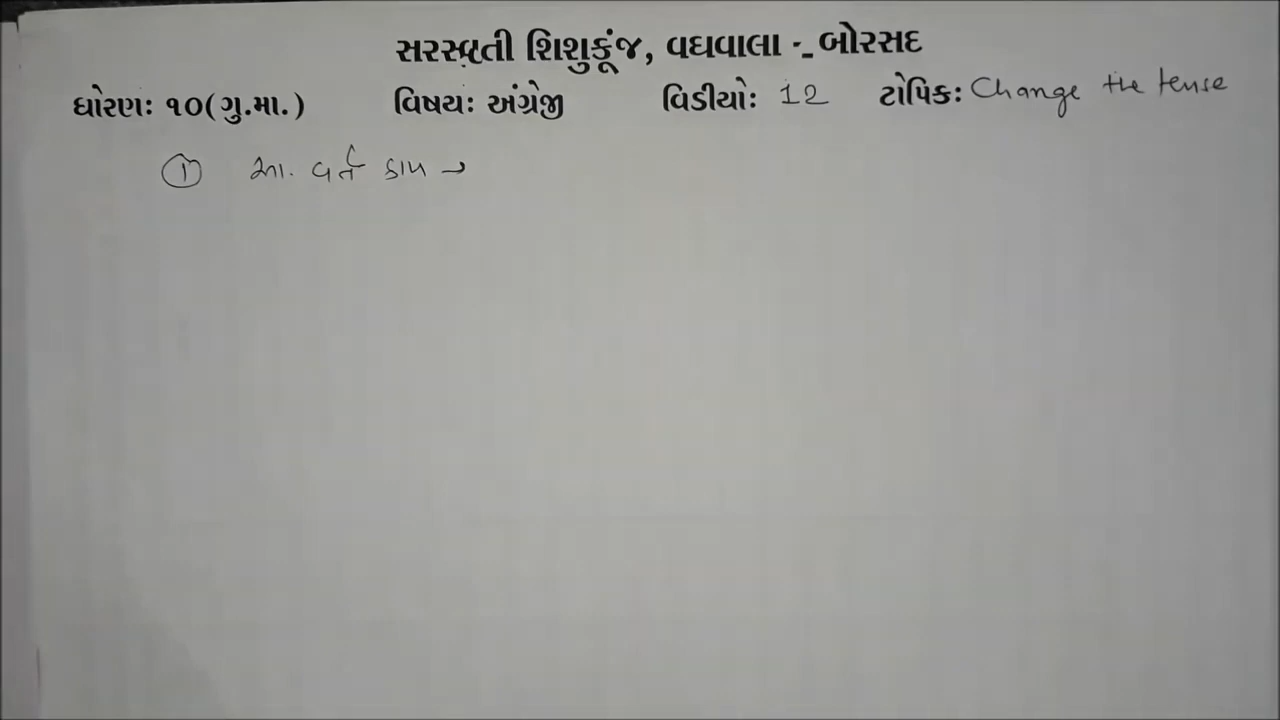 સરસ્વતી શિશુકૂંજ, વઘવાલા - બોરસદ
ધોરણઃ ૧૦(ગુ.મા.) વિષયઃ અંગ્રેજી વિડીયોઃ 12 ટોપિકઃ Change the tense
① સા. વર્ત કાળ →